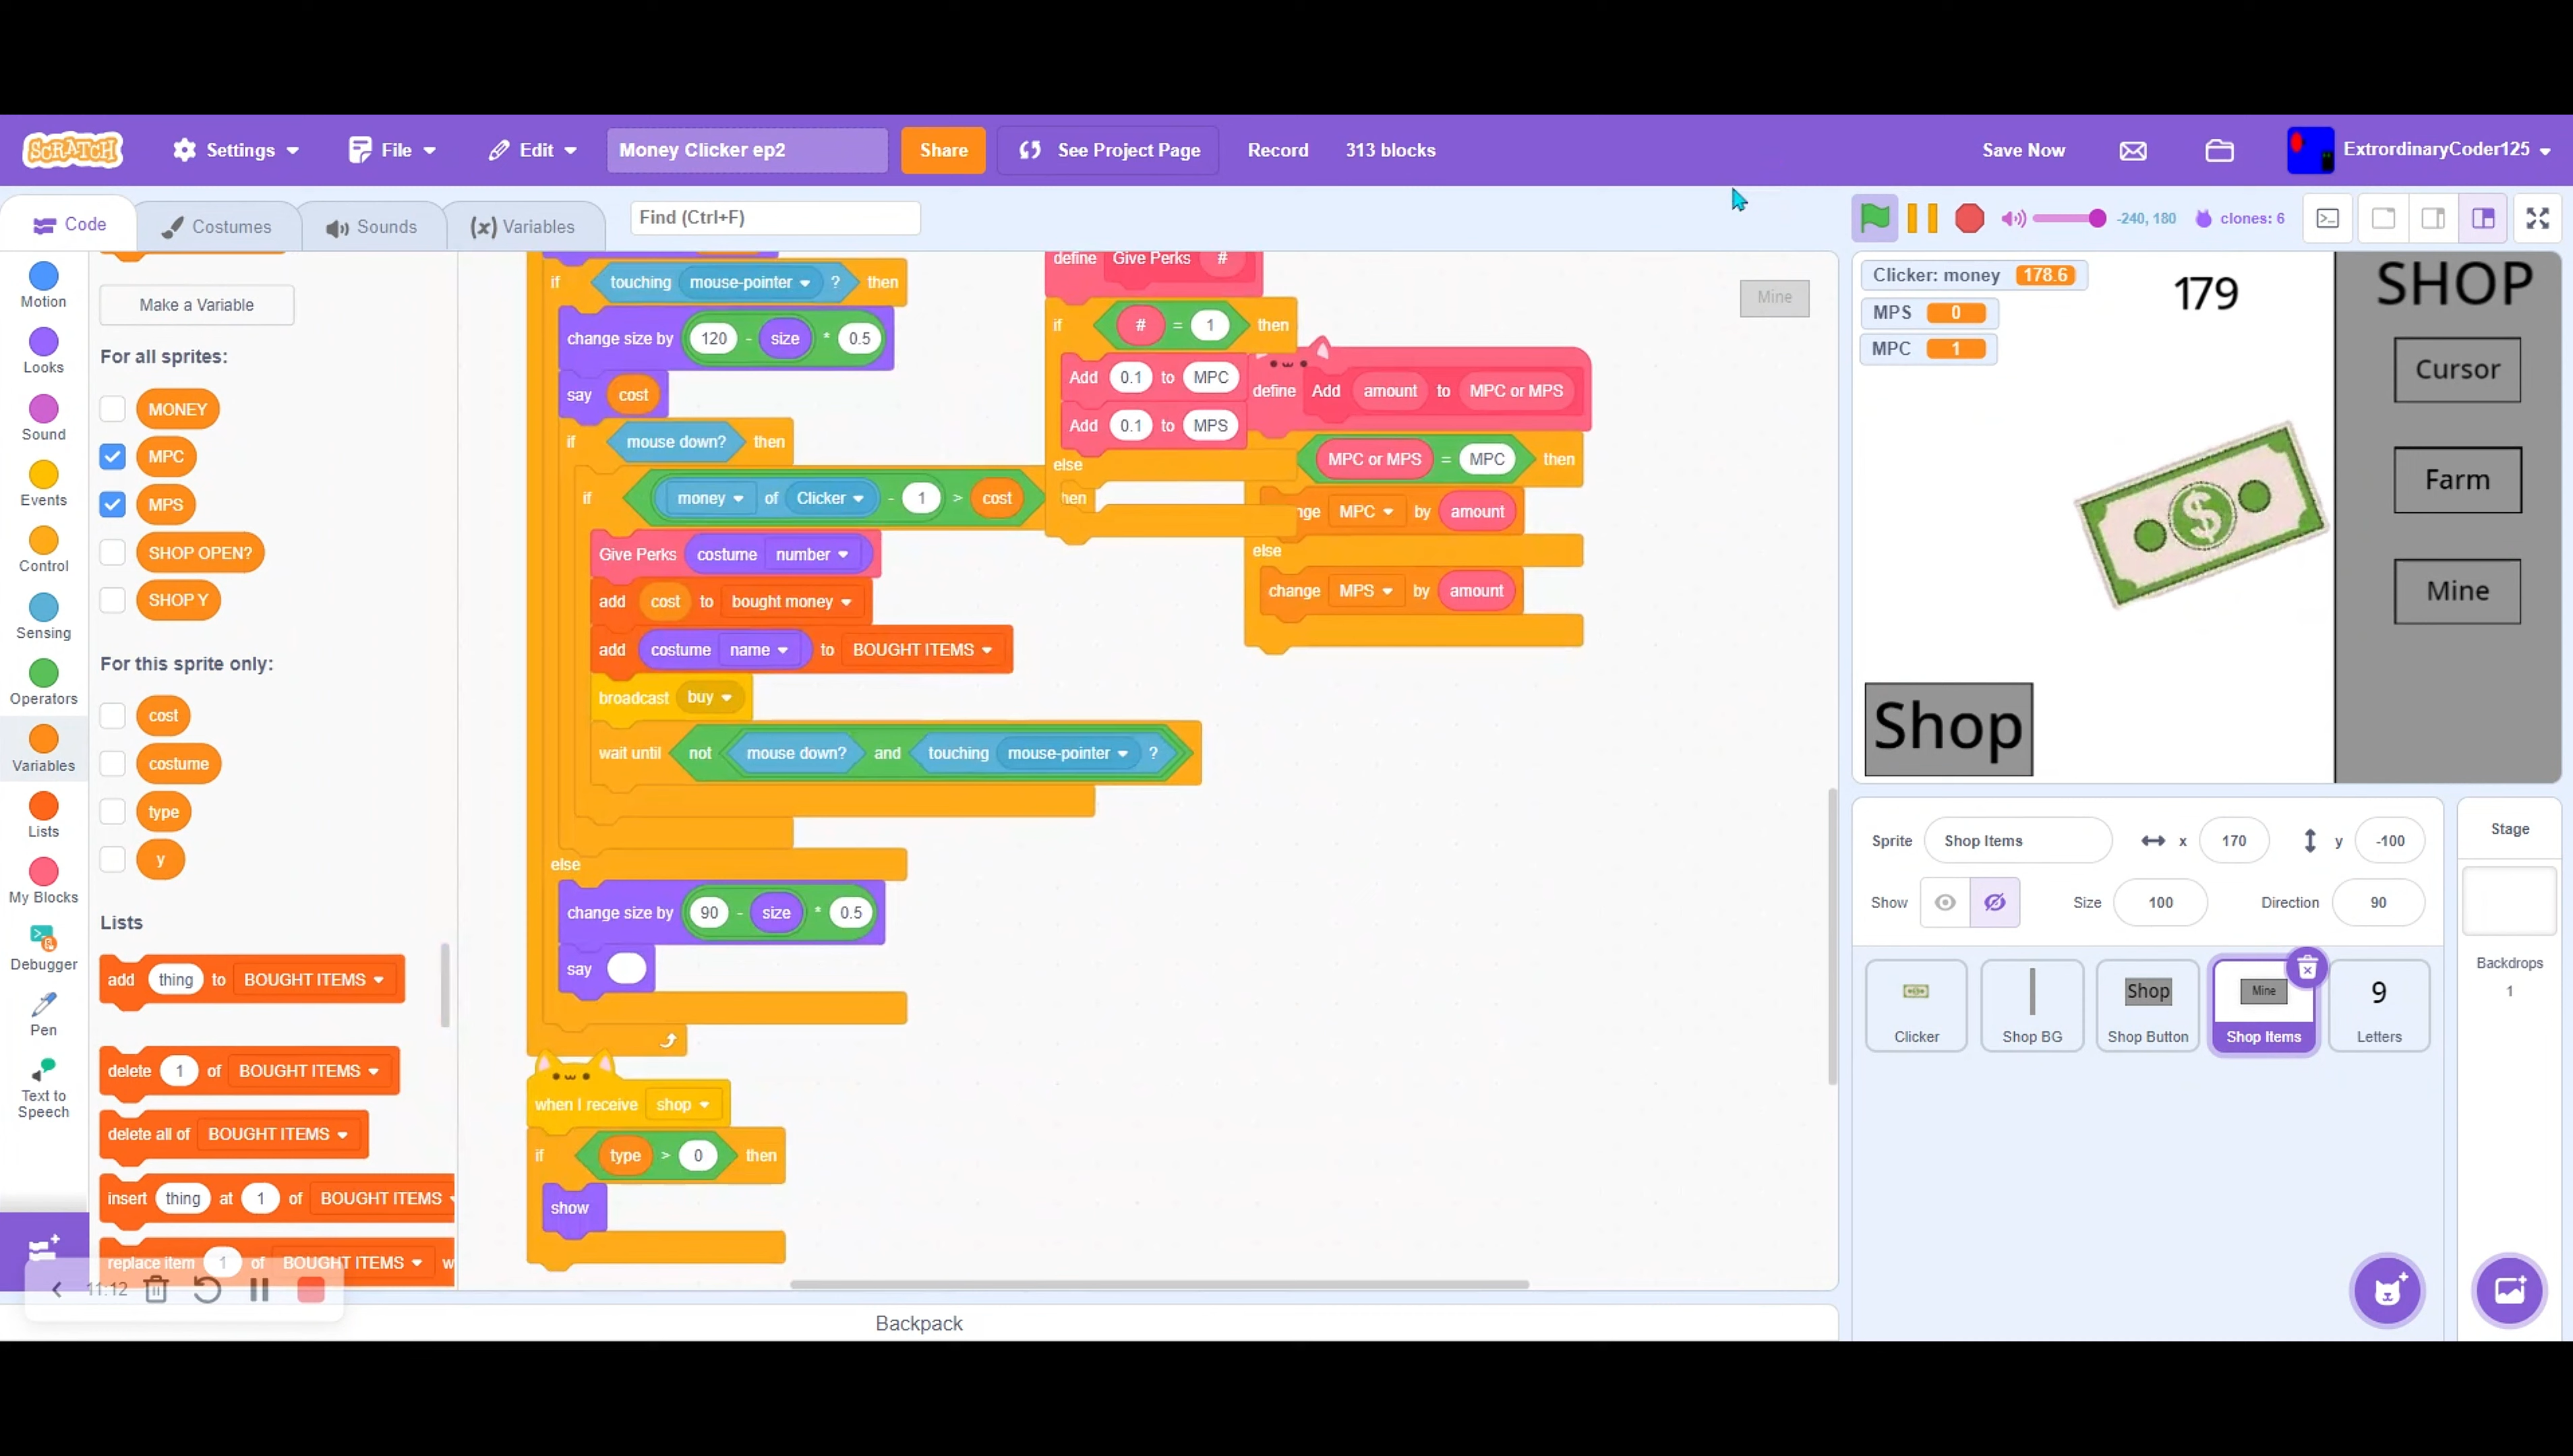 SCRATCH Settings File Edit Money Clicker ep2 Share See Project Page Record 313 blocks Save Now ExtrordinaryCoder125
Code Costumes Sounds (x) Variables Find (Ctrl+F) -240, 180 clones: 6
Motion
Looks
Sound
Events
Control
Sensing
Operators
Variables
Lists
My Blocks
Debugger
Pen
Text to
Speech
Make a Variable
For all sprites:
MONEY
MPC
MPS
SHOP OPEN?
SHOP Y
For this sprite only:
cost
costume
type
y
Lists
add thing to BOUGHT ITEMS
delete 1 of BOUGHT ITEMS
delete all of BOUGHT ITEMS
insert thing at 1 of BOUGHT ITEMS
replace item 1 of BOUGHT ITEMS w
11:12
if touching mouse-pointer ? then
change size by 120 - size * 0.5
say cost
if mouse down? then
if money of Clicker - 1 > cost then
Give Perks costume number
add cost to bought money
add costume name to BOUGHT ITEMS
broadcast buy
wait until not mouse down? and touching mouse-pointer ?
else
change size by 90 - size * 0.5
say
when I receive shop
if type > 0 then
show
define Give Perks #
if # = 1 then
Add 0.1 to MPC
Add 0.1 to MPS
else
define Add amount to MPC or MPS
MPC or MPS = MPC then
nge MPC by amount
else
change MPS by amount
Mine
Backpack
Clicker: money 178.6
MPS 0
MPC 1
179
SHOP
Cursor
Farm
Mine
Shop
Sprite Shop Items x 170 y -100
Show Size 100 Direction 90
Clicker
Shop BG
Shop
Shop Button
Mine
Shop Items
9
Letters
Stage
Backdrops
1